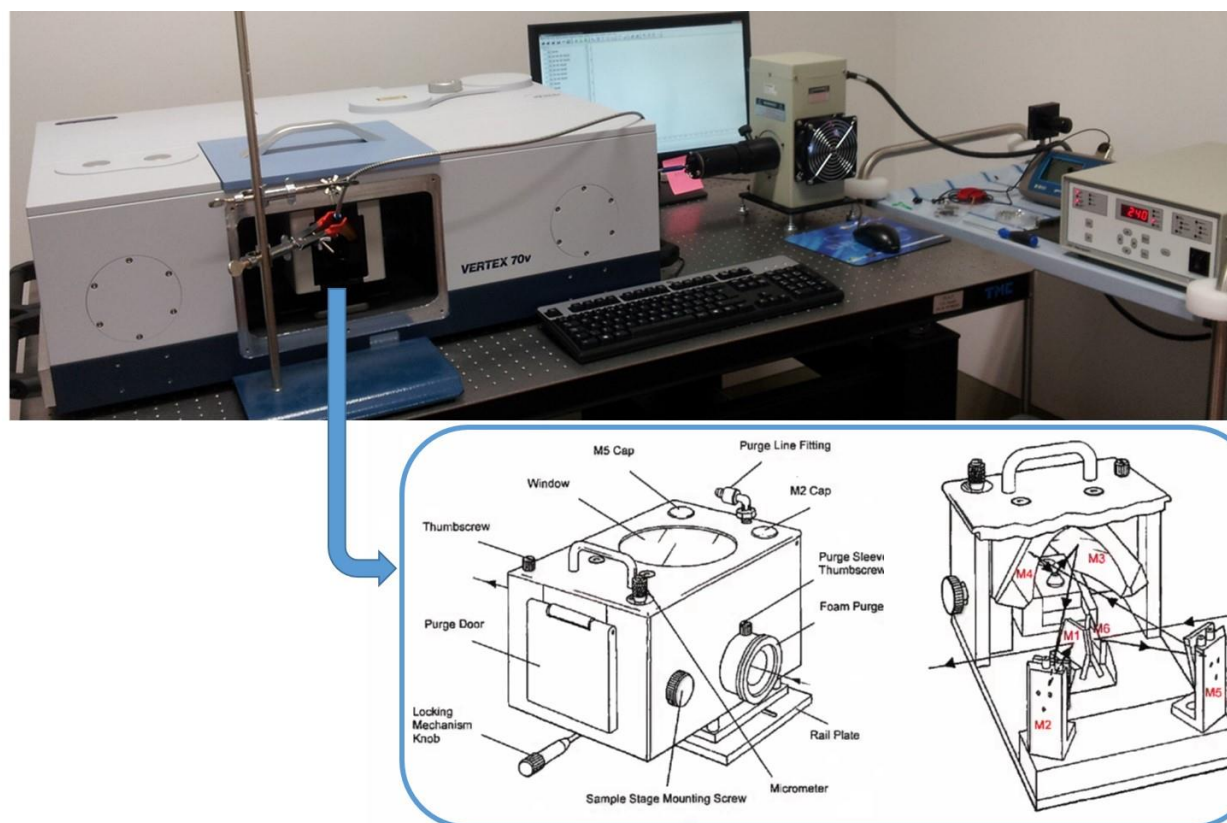 VERTEX 70v
240
TME
M5 Cap
Purge Line Fitting
Window
M2 Cap
Thumbscrew
Purge Sleeve
Thumbscrew
Purge Door
Foam Purge
Locking
Mechanism
Knob
Rail Plate
Micrometer
Sample Stage Mounting Screw
M3
M4
M1
M6
M5
M2